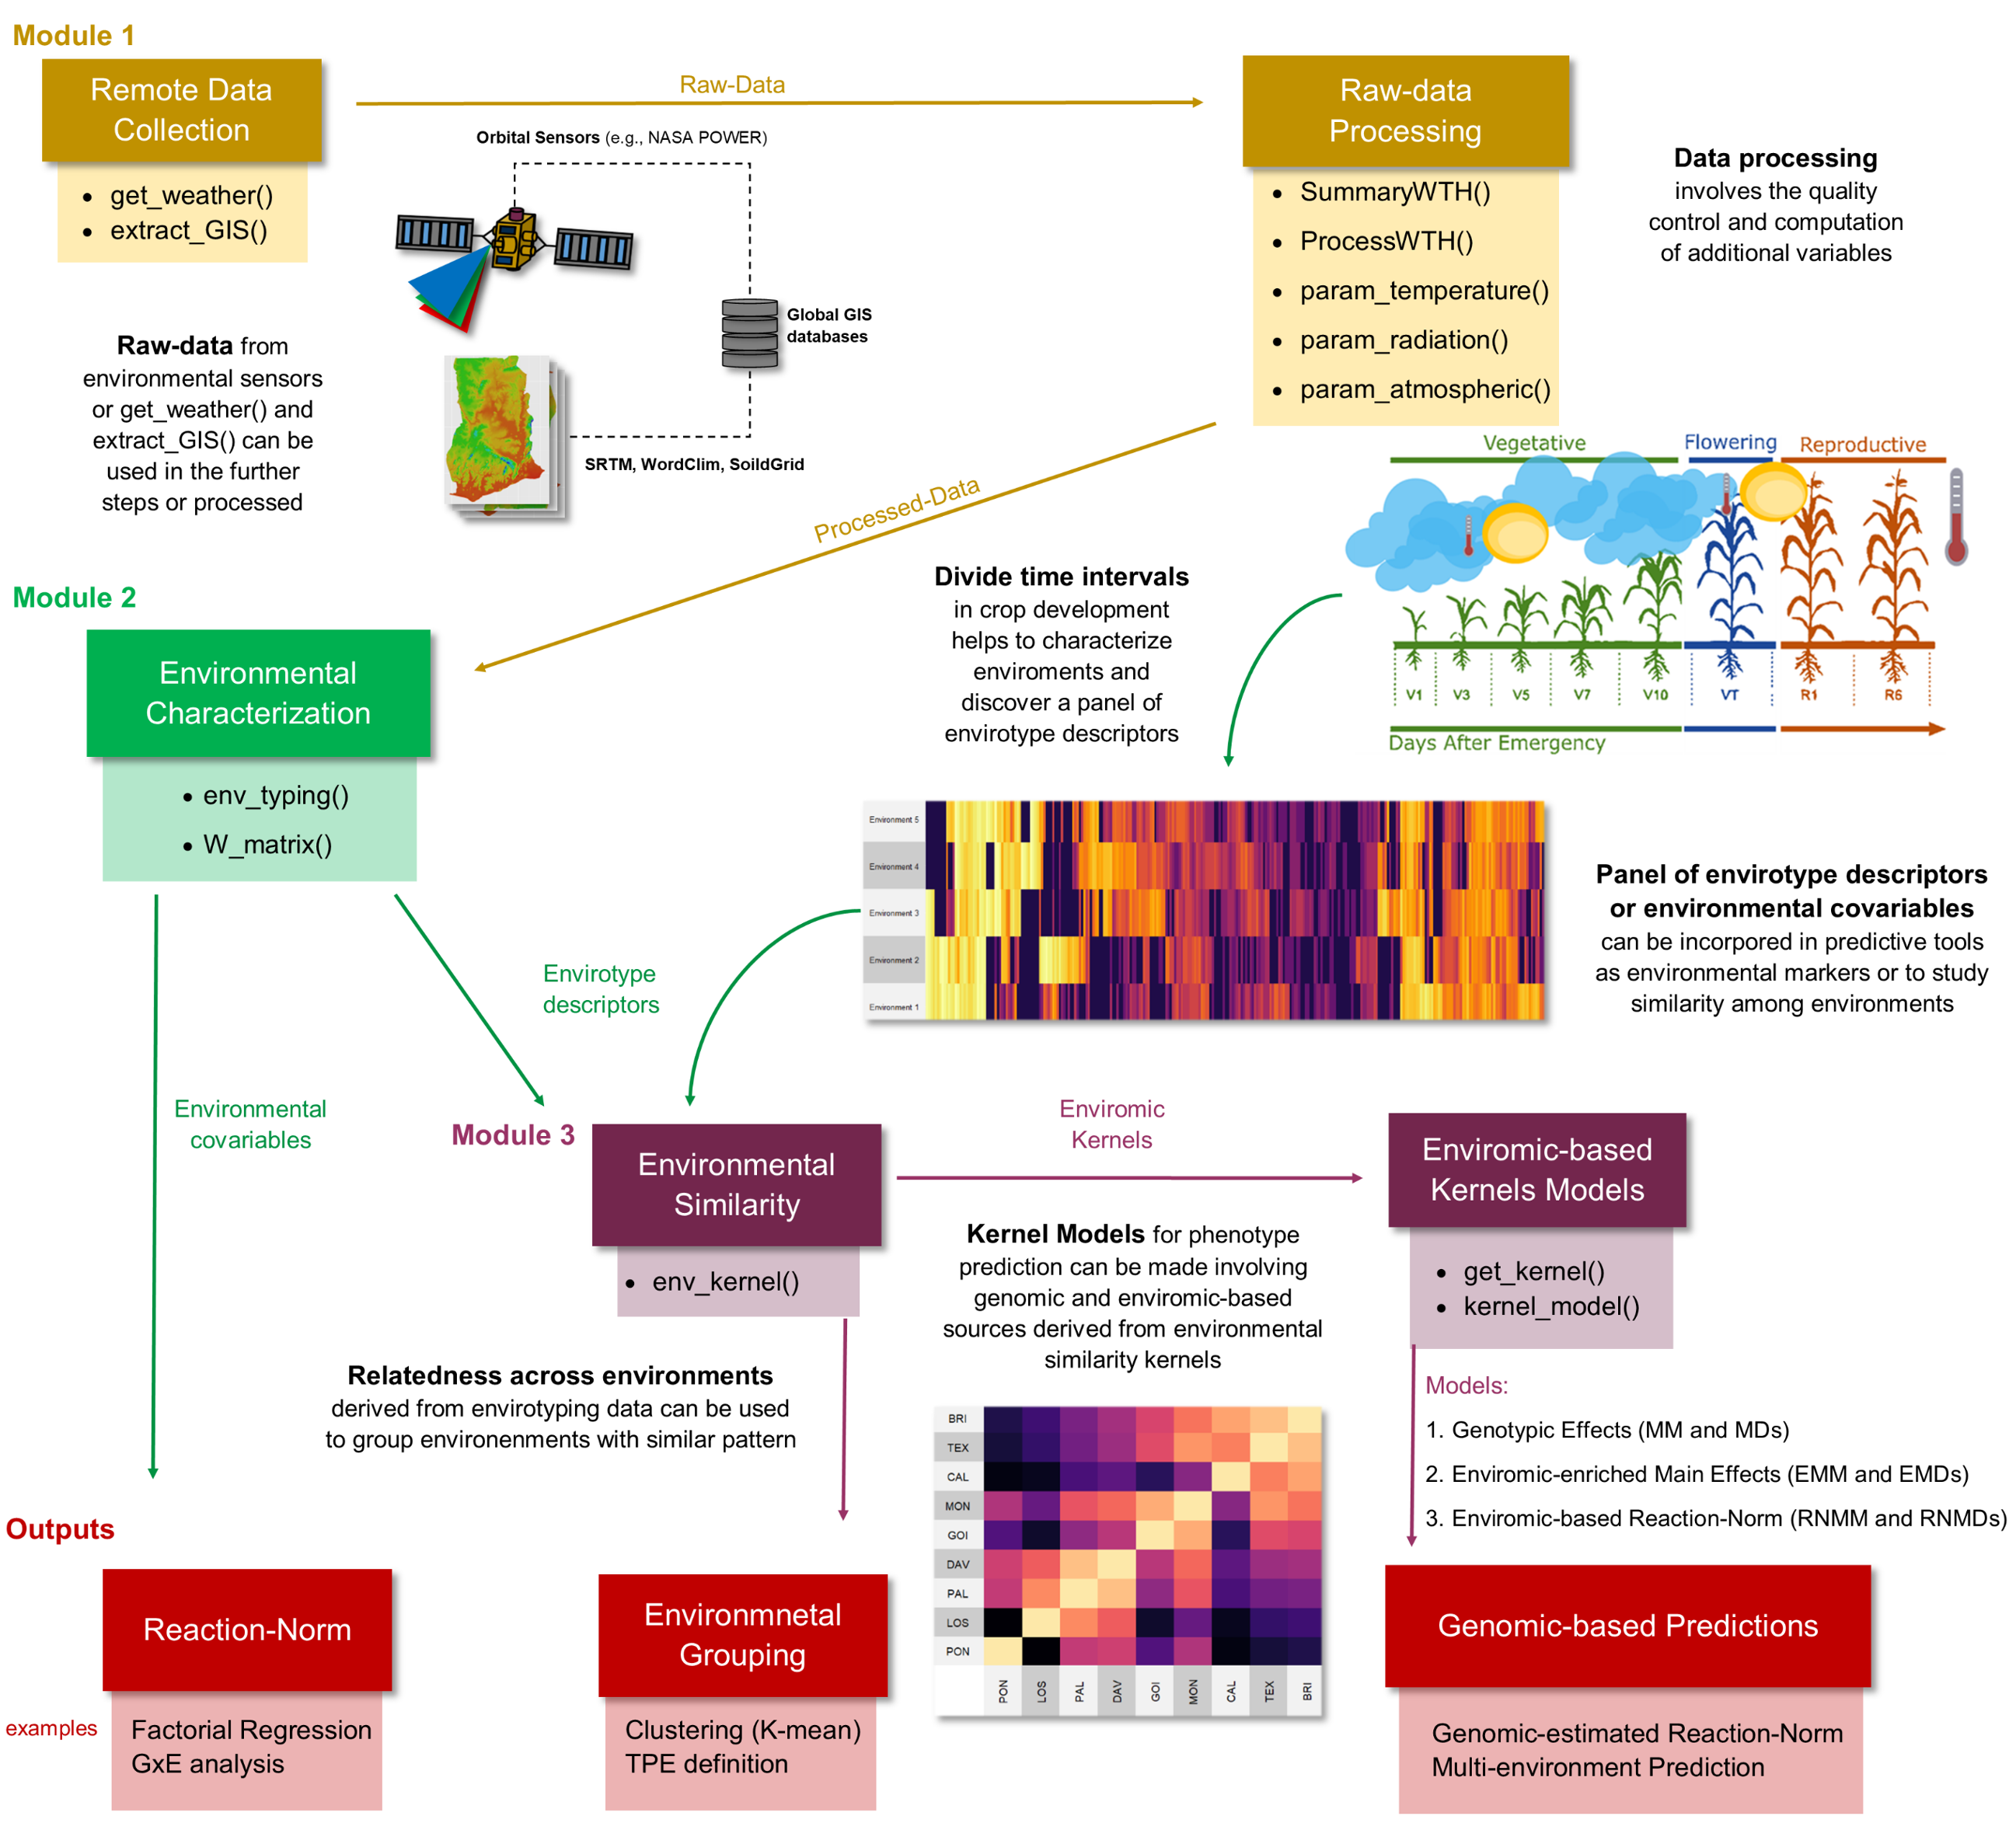 Module 1
Remote Data
Collection
• get_weather()
• extract_GIS()
Raw-Data
Orbital Sensors (e.g., NASA POWER)
Global GIS
databases
SRTM, WordClim, SoildGrid
Raw-data from
environmental sensors
or get_weather() and
extract_GIS() can be
used in the further
steps or processed
Raw-data
Processing
• SummaryWTH()
• ProcessWTH()
• param_temperature()
• param_radiation()
• param_atmospheric()
Data processing
involves the quality
control and computation
of additional variables
Processed-Data
Vegetative
Flowering
Reproductive
V1
V3
V5
V7
V10
VT
R1
R6
Days After Emergency
Module 2
Environmental
Characterization
• env_typing()
• W_matrix()
Divide time intervals
in crop development
helps to characterize
enviroments and
discover a panel of
envirotype descriptors
Environment 5
Environment 4
Environment 3
Environment 2
Environment 1
Panel of envirotype descriptors
or environmental covariables
can be incorpored in predictive tools
as environmental markers or to study
similarity among environments
Envirotype
descriptors
Environmental
covariables
Module 3
Environmental
Similarity
• env_kernel()
Enviromic
Kernels
Enviromic-based
Kernels Models
• get_kernel()
• kernel_model()
Kernel Models for phenotype
prediction can be made involving
genomic and enviromic-based
sources derived from environmental
similarity kernels
Relatedness across environments
derived from envirotyping data can be used
to group environenments with similar pattern
BRI
TEX
CAL
MON
GOI
DAV
PAL
LOS
PON
PON
LOS
PAL
DAV
GOI
MON
CAL
TEX
BRI
Models:
1. Genotypic Effects (MM and MDs)
2. Enviromic-enriched Main Effects (EMM and EMDs)
3. Enviromic-based Reaction-Norm (RNMM and RNMDs)
Outputs
Reaction-Norm
examples
Factorial Regression
GxE analysis
Environmnetal
Grouping
Clustering (K-mean)
TPE definition
Genomic-based Predictions
Genomic-estimated Reaction-Norm
Multi-environment Prediction